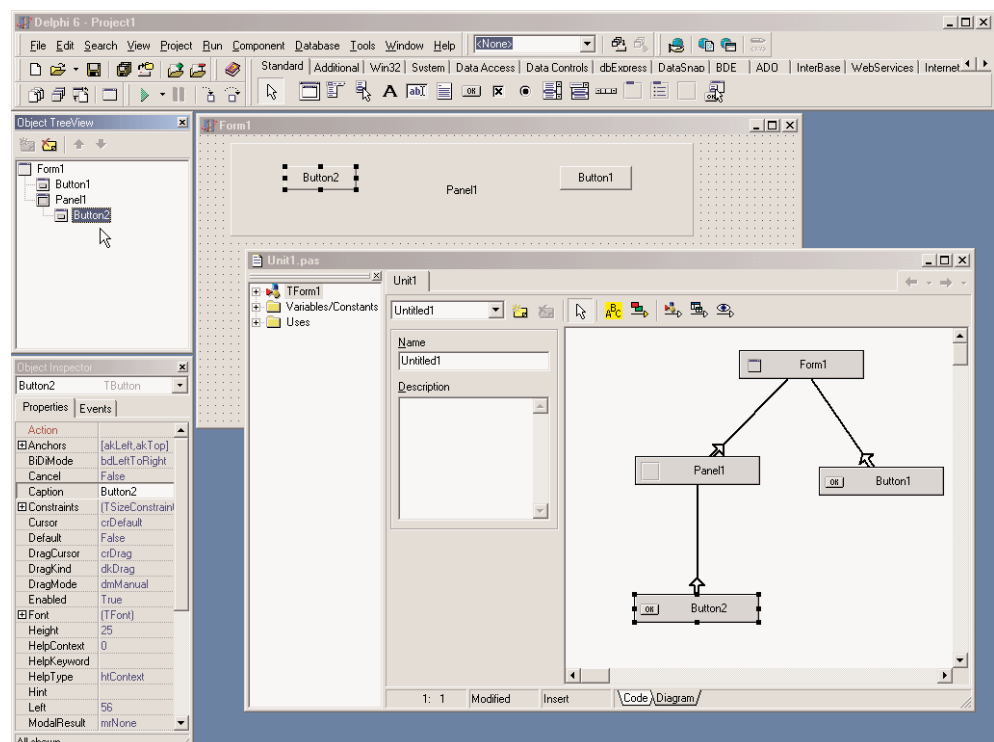 Delphi 6 - Project1
File Edit Search View Project Run Component Database Tools Window Help <None>
Standard Additional Win32 System Data Access Data Controls dbExpress DataSnap BDE ADO InterBase WebServices Internet
Object TreeView
Form1
Button1
Panel1
Button2
Form1
Button2
Panel1
Button1
Object Inspector
Button2 TButton
Properties Events
Action
Anchors [akLeft,akTop]
BiDiMode bdLeftToRight
Cancel False
Caption Button2
Constraints (TSizeConstraint
Cursor crDefault
Default False
DragCursor crDrag
DragKind dkDrag
DragMode dmManual
Enabled True
Font (TFont)
Height 25
HelpContext 0
HelpKeyword
HelpType htContext
Hint
Left 56
ModalResult mrNone
All shown
Unit1.pas
TForm1
Variables/Constants
Uses
Unit1
Untitled1
ABC
Name
Untitled1
Description
Form1
Panel1
OK Button1
OK Button2
1: 1 Modified Insert Code Diagram